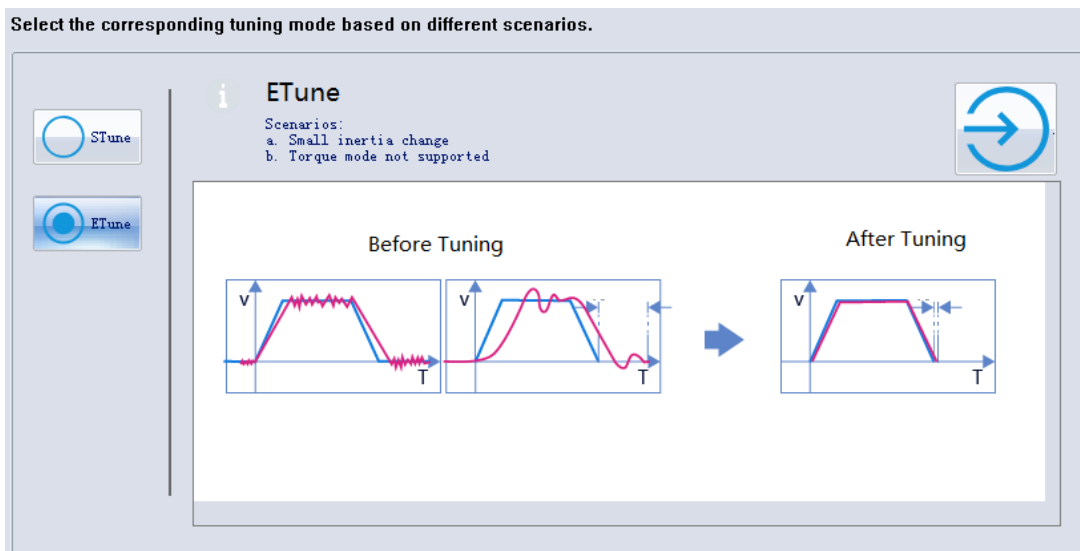 Select the corresponding tuning mode based on different scenarios.
STune
ETune
i
ETune
Scenarios:
a. Small inertia change
b. Torque mode not supported
Before Tuning
After Tuning
V
T
V
T
V
T